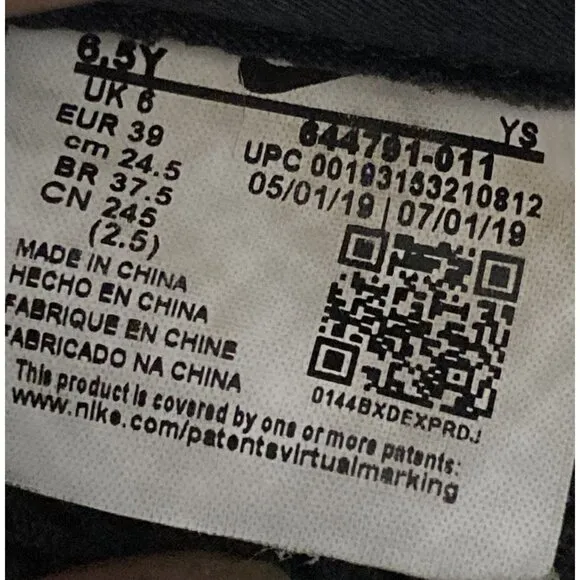 6.5Y
UK 6
EUR 39
cm 24.5
BR 37.5
CN 245
(2.5)
YS
644791-011
UPC 00193153210812
05/01/19 | 07/01/19
MADE IN CHINA
HECHO EN CHINA
FABRIQUE EN CHINE
FABRICADO NA CHINA
0144BXDEXPRDJ
This product is covered by one or more patents:
www.nike.com/patentsvirtualmarking